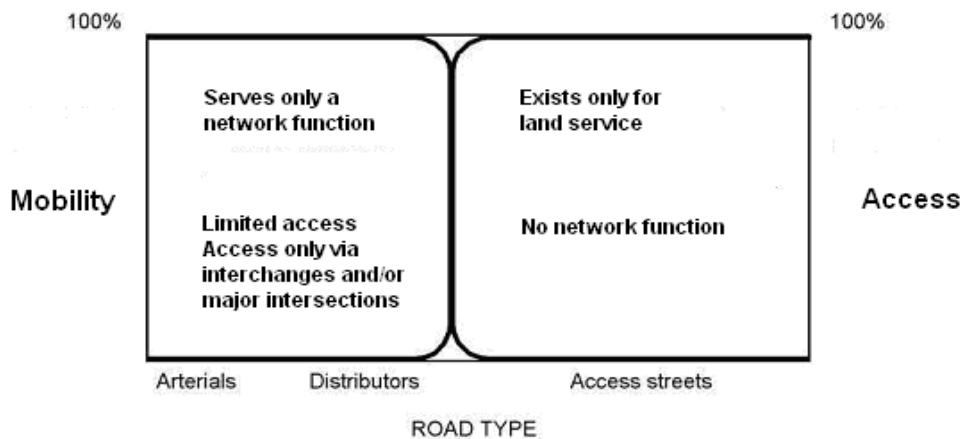 100%
100%
Serves only a
network function
Exists only for
land service
Mobility
Access
Limited access
Access only via
interchanges and/or
major intersections
No network function
Arterials
Distributors
Access streets
ROAD TYPE